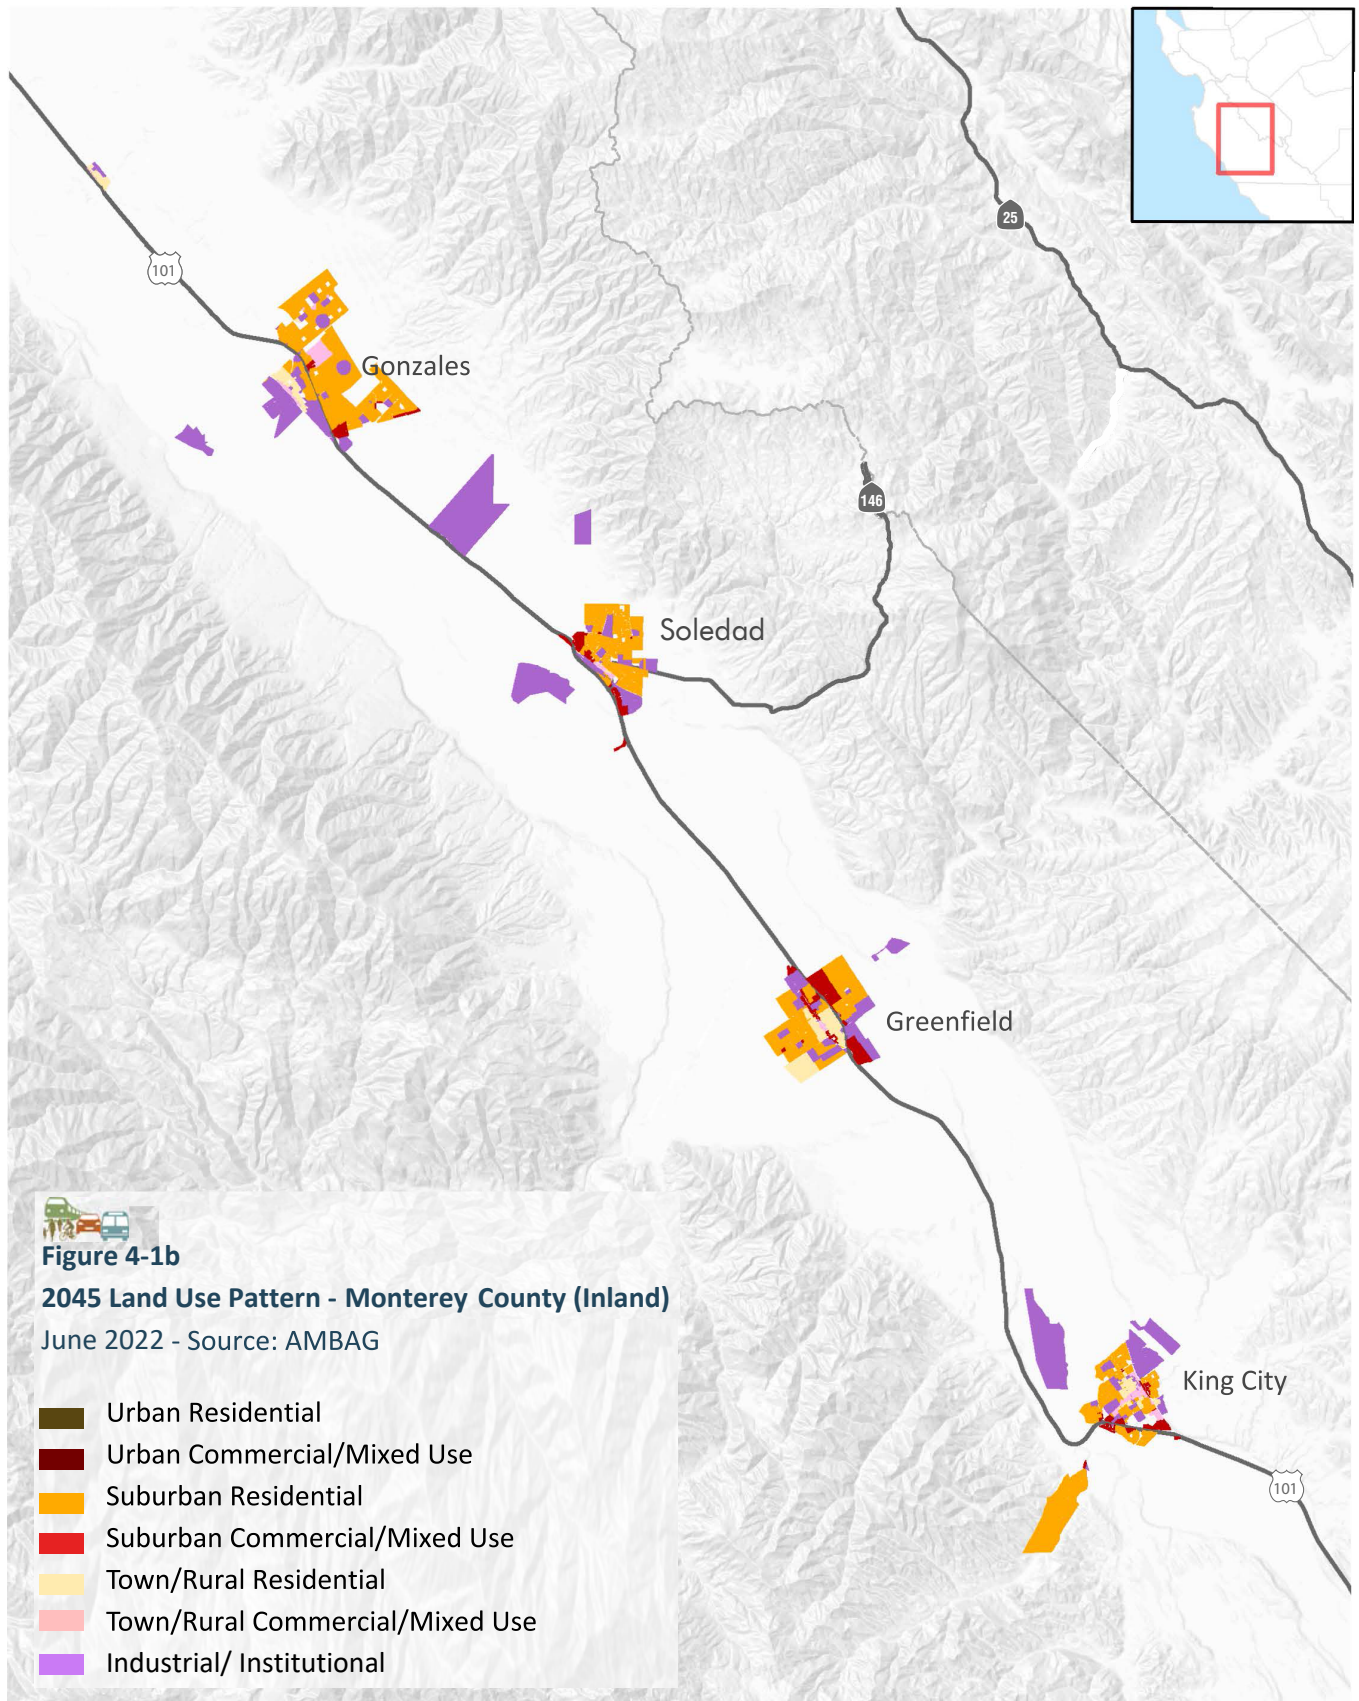 25
101
Gonzales
146
Soledad
Greenfield
King City
101
Figure 4-1b
2045 Land Use Pattern - Monterey County (Inland)
June 2022 - Source: AMBAG
Urban Residential
Urban Commercial/Mixed Use
Suburban Residential
Suburban Commercial/Mixed Use
Town/Rural Residential
Town/Rural Commercial/Mixed Use
Industrial/ Institutional